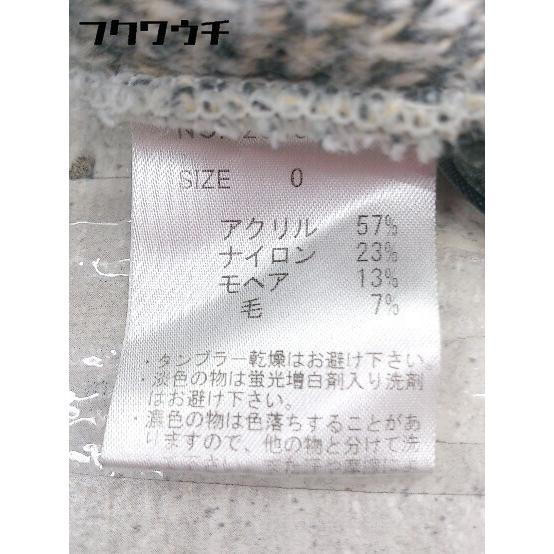 フクワウチ
SIZE 0
アクリル 57%
ナイロン 23%
モヘア 13%
毛 7%
・タンブラー乾燥はお避け下さい
・淡色の物は蛍光増白剤入り洗剤
はお避け下さい。
・濃色の物は色落ちすることがあ
りますので、他の物と分けて洗